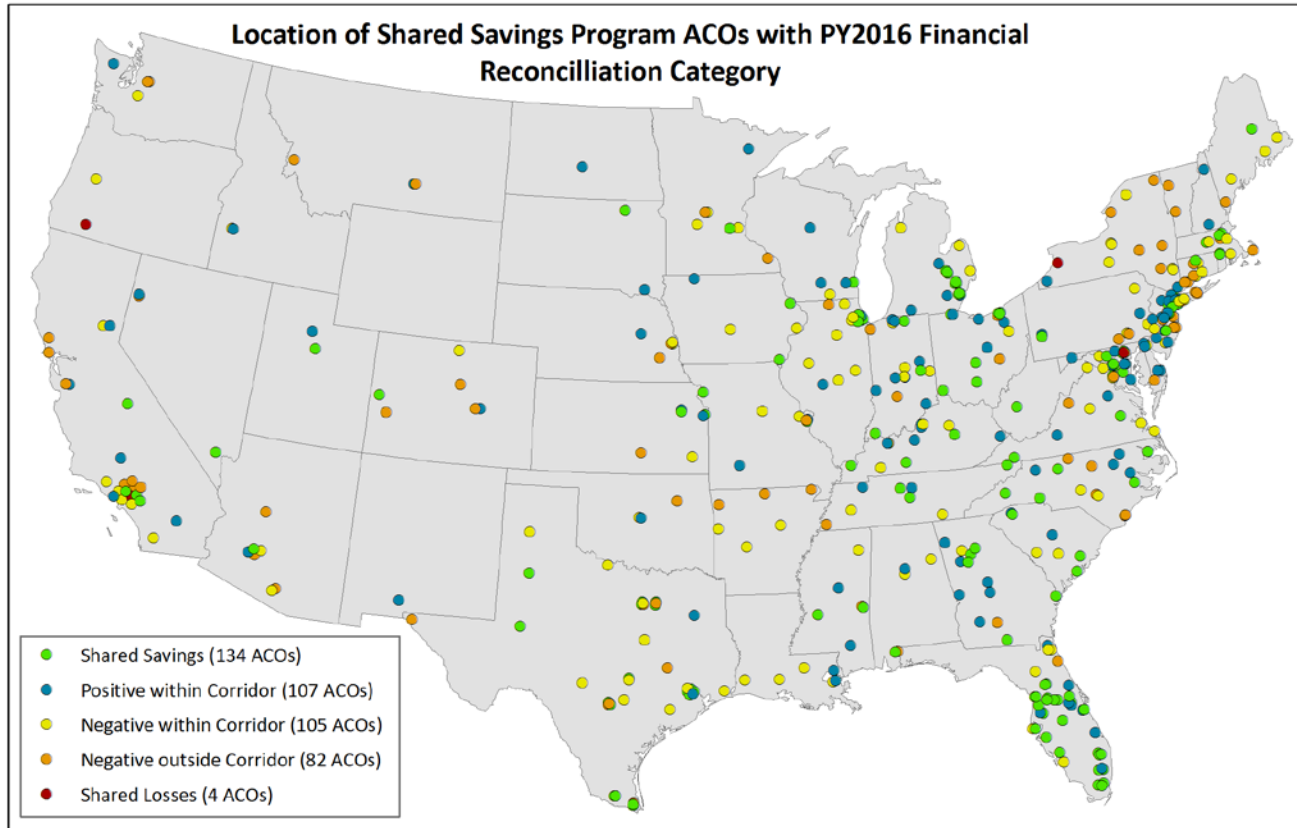 Location of Shared Savings Program ACOs with PY2016 Financial
Reconcilliation Category
Shared Savings (134 ACOs)
Positive within Corridor (107 ACOs)
Negative within Corridor (105 ACOs)
Negative outside Corridor (82 ACOs)
Shared Losses (4 ACOs)